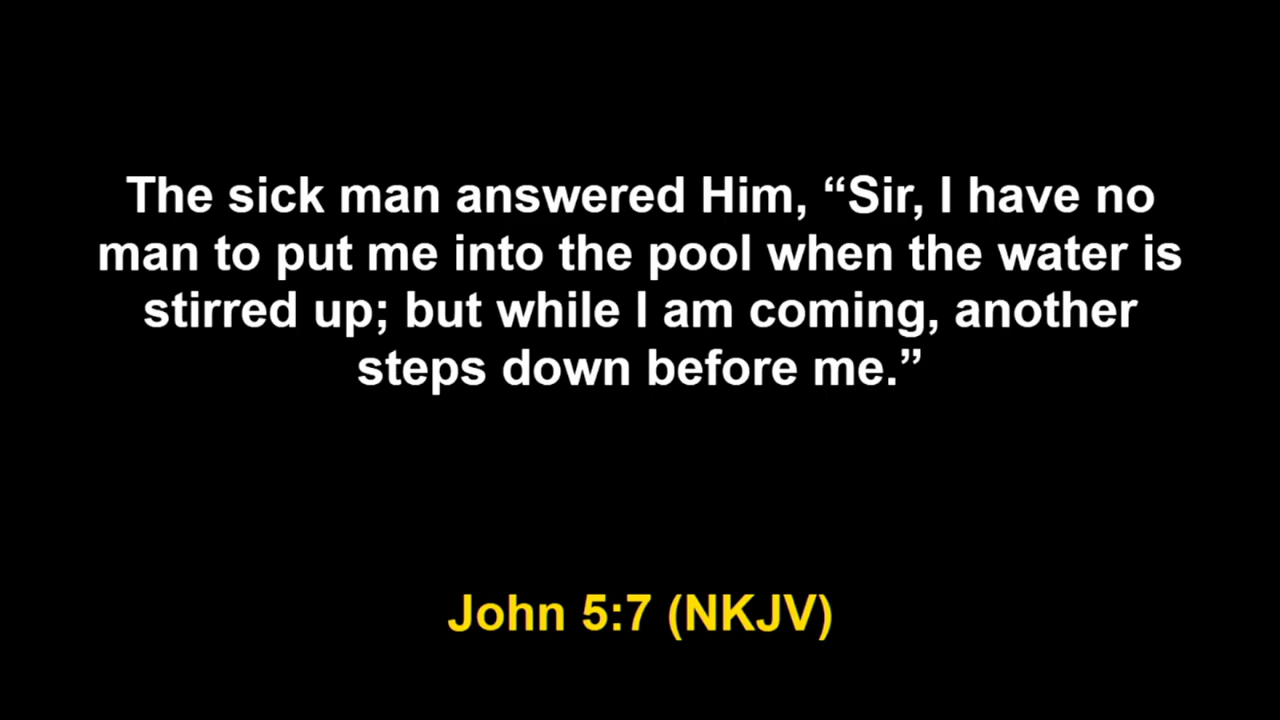 The sick man answered Him, “Sir, I have no
man to put me into the pool when the water is
stirred up; but while I am coming, another
steps down before me.”
John 5:7 (NKJV)